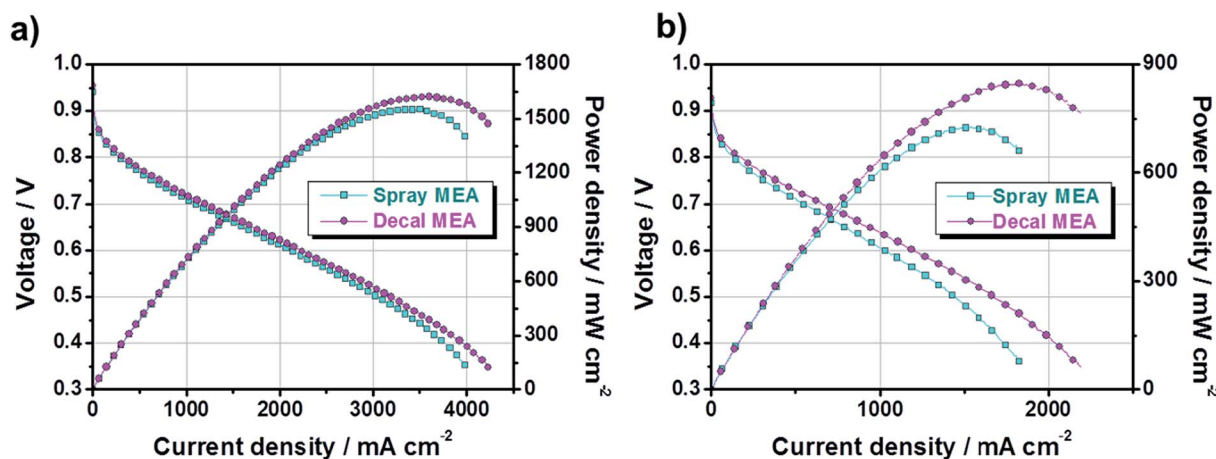 a)
Voltage / V
1.0
0.9
0.8
0.7
0.6
0.5
0.4
0.3
0
1000
2000
3000
4000
Current density / mA cm-2
1800
1500
1200
900
600
300
0
Power density / mW cm-2
Spray MEA
Decal MEA
b)
Voltage / V
1.0
0.9
0.8
0.7
0.6
0.5
0.4
0.3
0
1000
2000
Current density / mA cm-2
900
600
300
0
Power density / mW cm-2
Spray MEA
Decal MEA